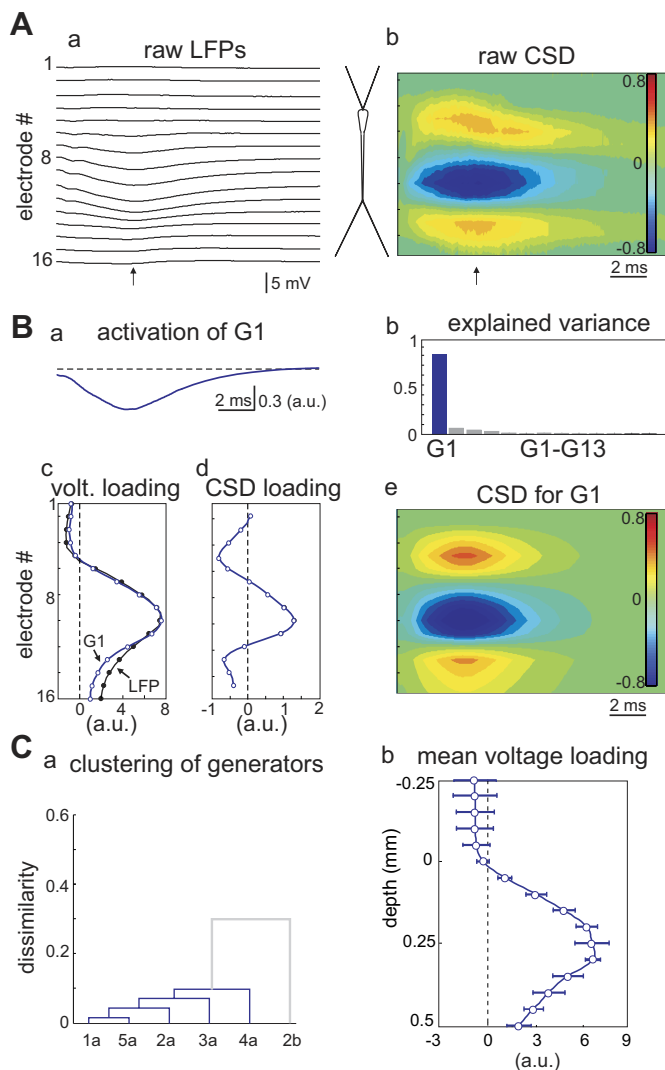 A
a
raw LFPs
b
raw CSD
1
8
16
electrode #
5 mV
0.8
0
-0.8
2 ms
B
a
activation of G1
2 ms
0.3 (a.u.)
b
explained variance
1
0.5
0
G1
G1-G13
c
volt. loading
d
CSD loading
1
8
16
electrode #
G1
LFP
0
4
8
(a.u.)
-1
0
1
2
(a.u.)
e
CSD for G1
0.8
0
-0.8
2 ms
C
a
clustering of generators
0.6
0.4
0.2
0
dissimilarity
1a
5a
2a
3a
4a
2b
b
mean voltage loading
-0.25
0
0.25
0.5
depth (mm)
-3
0
3
6
9
(a.u.)